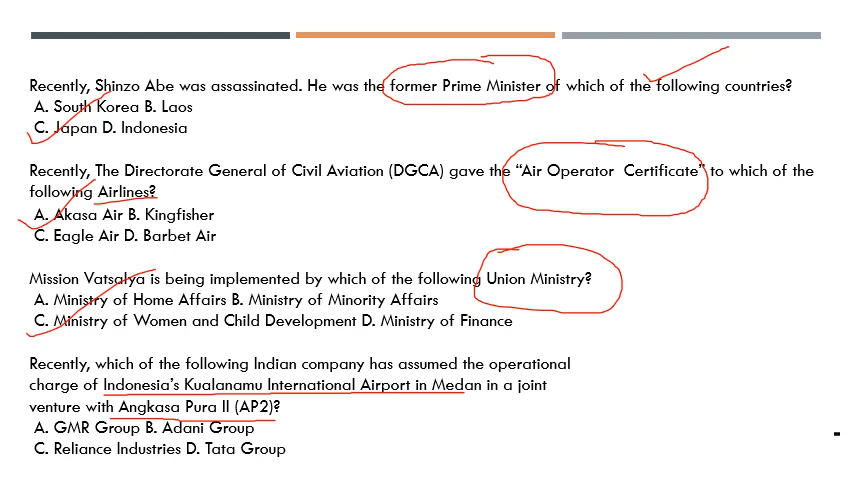 Recently, Shinzo Abe was assassinated. He was the former Prime Minister of which of the following countries?
A. South Korea B. Laos
C. Japan D. Indonesia
Recently, The Directorate General of Civil Aviation (DGCA) gave the “Air Operator Certificate” to which of the
following Airlines?
A. Akasa Air B. Kingfisher
C. Eagle Air D. Barbet Air
Mission Vatsalya is being implemented by which of the following Union Ministry?
A. Ministry of Home Affairs B. Ministry of Minority Affairs
C. Ministry of Women and Child Development D. Ministry of Finance
Recently, which of the following Indian company has assumed the operational
charge of Indonesia’s Kualanamu International Airport in Medan in a joint
venture with Angkasa Pura II (AP2)?
A. GMR Group B. Adani Group
C. Reliance Industries D. Tata Group